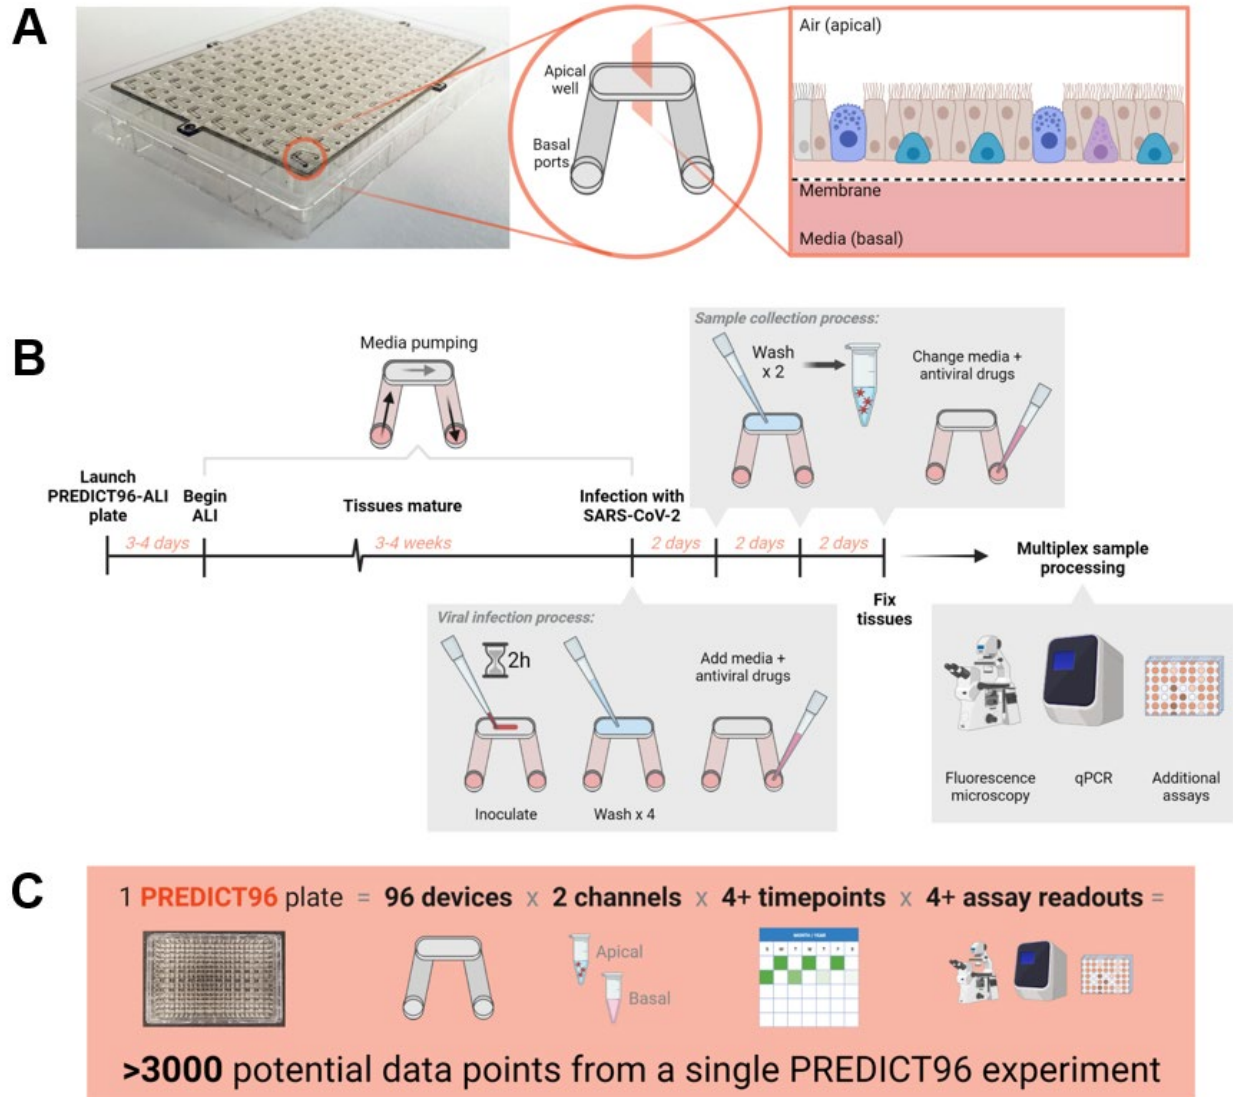 A
Apical
well
Basal
ports
Air (apical)
Membrane
Media (basal)
B
Media pumping
Launch
PREDICT96-ALI
plate
Begin
ALI
Tissues mature
Infection with
SARS-CoV-2
3-4 days
3-4 weeks
2 days
2 days
2 days
Sample collection process:
Wash
x 2
Change media +
antiviral drugs
Fix
tissues
Multiplex sample
processing
Viral infection process:
2h
Add media +
antiviral drugs
Inoculate
Wash x 4
Fluorescence
microscopy
qPCR
Additional
assays
C
1 PREDICT96 plate = 96 devices x 2 channels x 4+ timepoints x 4+ assay readouts =
Apical
Basal
MONTH / YEAR
S M T W T F S
>3000 potential data points from a single PREDICT96 experiment